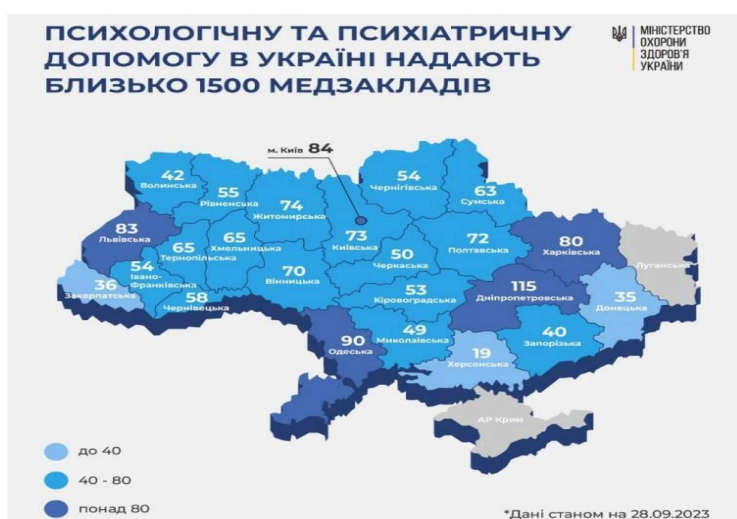 ПСИХОЛОГІЧНУ ТА ПСИХІАТРИЧНУ
ДОПОМОГУ В УКРАЇНІ НАДАЮТЬ
БЛИЗЬКО 1500 МЕДЗАКЛАДІВ
МІНІСТЕРСТВО
ОХОРОНИ
ЗДОРОВ'Я
УКРАЇНИ
м. Київ 84
42
Волинська
55
Рівненська
74
Житомирська
54
Чернігівська
63
Сумська
83
Львівська
65
Тернопільська
65
Хмельницька
73
Київська
50
Черкаська
72
Полтавська
80
Харківська
Луганська
36
Закарпатська
54
Івано-
Франківська
58
Чернівецька
70
Вінницька
53
Кіровоградська
115
Дніпропетровська
35
Донецька
90
Одеська
49
Миколаївська
19
Херсонська
40
Запорізька
АР Крим
до 40
40 - 80
понад 80
*Дані станом на 28.09.2023